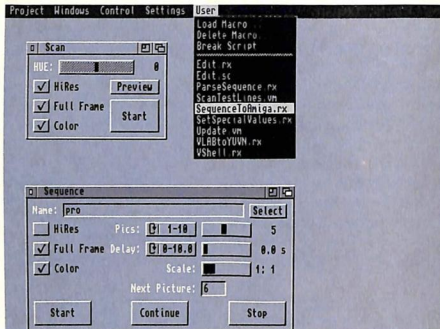 Project Windows Control Settings User
Load Macro
Delete Macro
Break Script
Edit.rx
Edit.sc
ParseSequence.rx
ScanTestLines.vm
SequenceToAmiga.rx
SetSpecialValues.rx
Update.vm
VLABtoYUVN.rx
VShell.rx
Scan
HUE: 0
HiRes Preview
Full Frame
Color Start
Sequence
Name: pro Select
HiRes Pics: 1-10 5
Full Frame Delay: 0-10.0 0.0 s
Color Scale: 1: 1
Next Picture: 6
Start Continue Stop